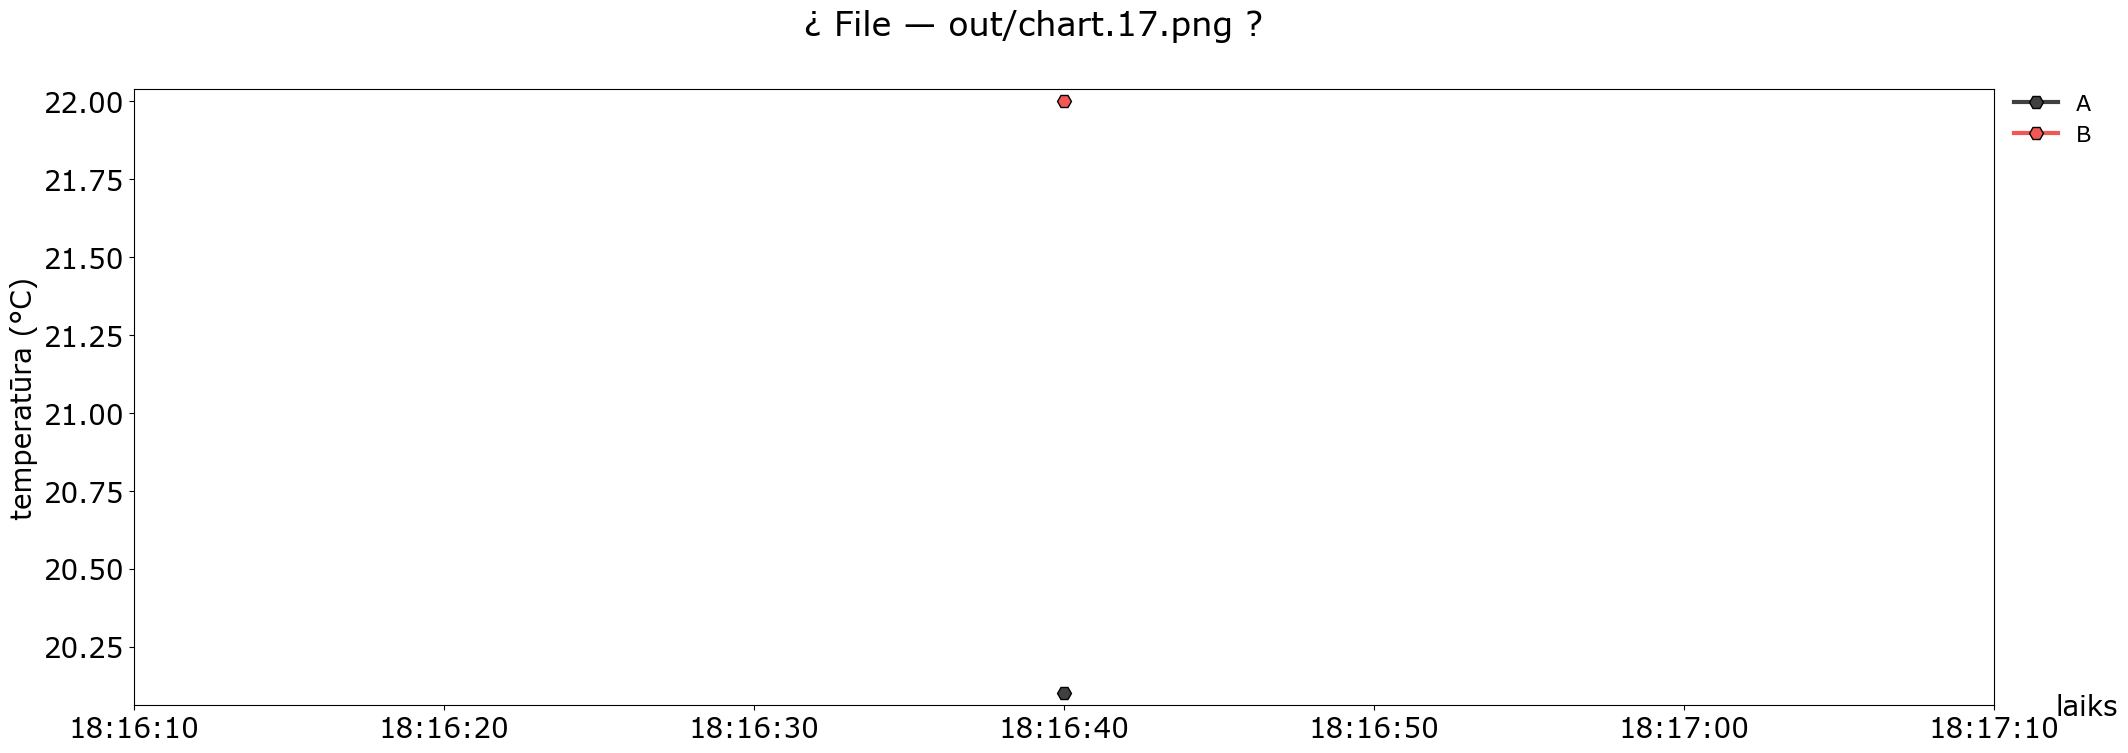 ¿ File — out/chart.17.png ?
22.00
21.75
21.50
21.25
21.00
20.75
20.50
20.25
temperatūra (°C)
18:16:10 18:16:20 18:16:30 18:16:40 18:16:50 18:17:00 18:17:10
laiks
A
B